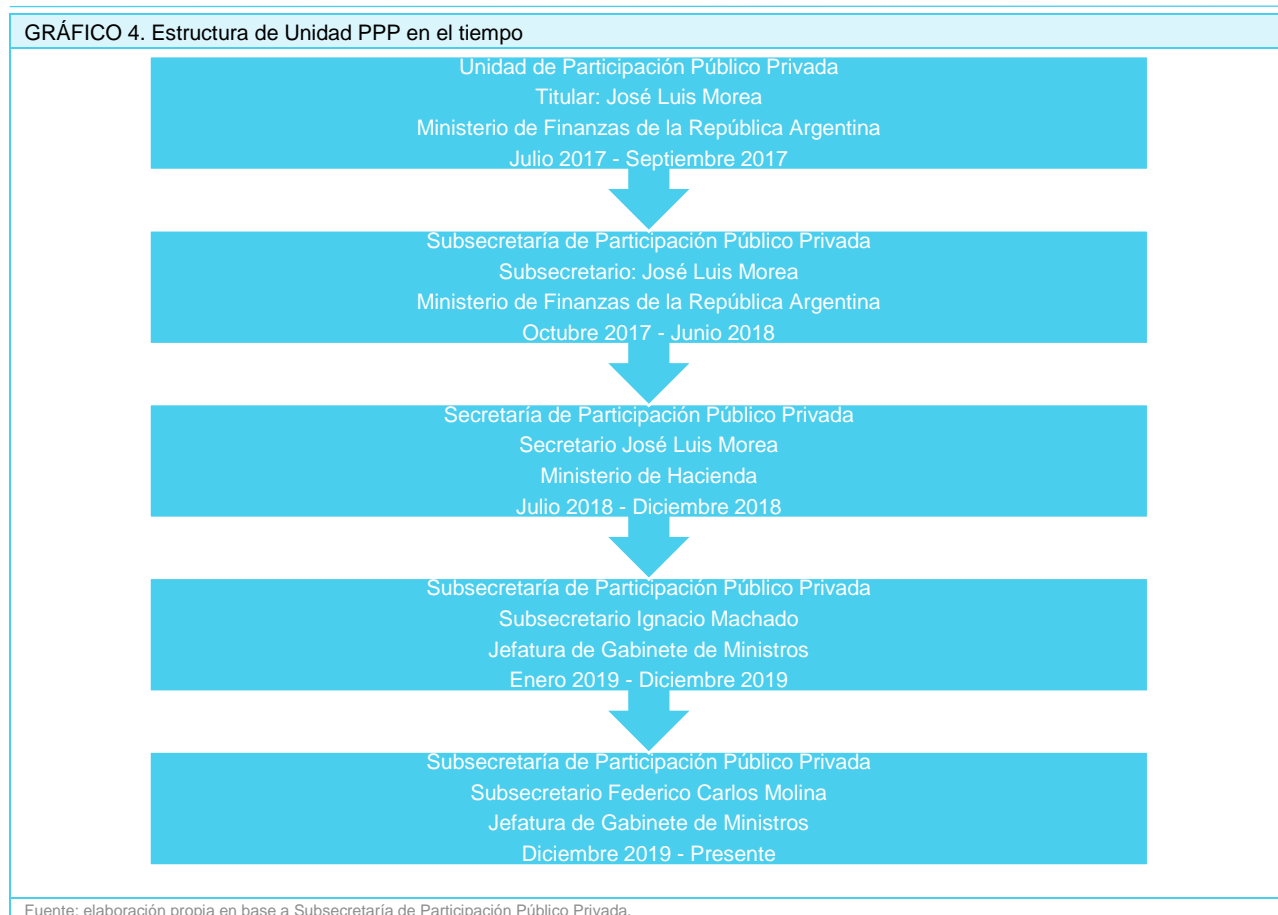 GRÁFICO 4. Estructura de Unidad PPP en el tiempo
Unidad de Participación Público Privada
Titular: José Luis Morea
Ministerio de Finanzas de la República Argentina
Julio 2017 - Septiembre 2017
Subsecretaría de Participación Público Privada
Subsecretario: José Luis Morea
Ministerio de Finanzas de la República Argentina
Octubre 2017 - Junio 2018
Secretaría de Participación Público Privada
Secretario José Luis Morea
Ministerio de Hacienda
Julio 2018 - Diciembre 2018
Subsecretaría de Participación Público Privada
Subsecretario Ignacio Machado
Jefatura de Gabinete de Ministros
Enero 2019 - Diciembre 2019
Subsecretaría de Participación Público Privada
Subsecretario Federico Carlos Molina
Jefatura de Gabinete de Ministros
Diciembre 2019 - Presente
Fuente: elaboración propia en base a Subsecretaría de Participación Público Privada.